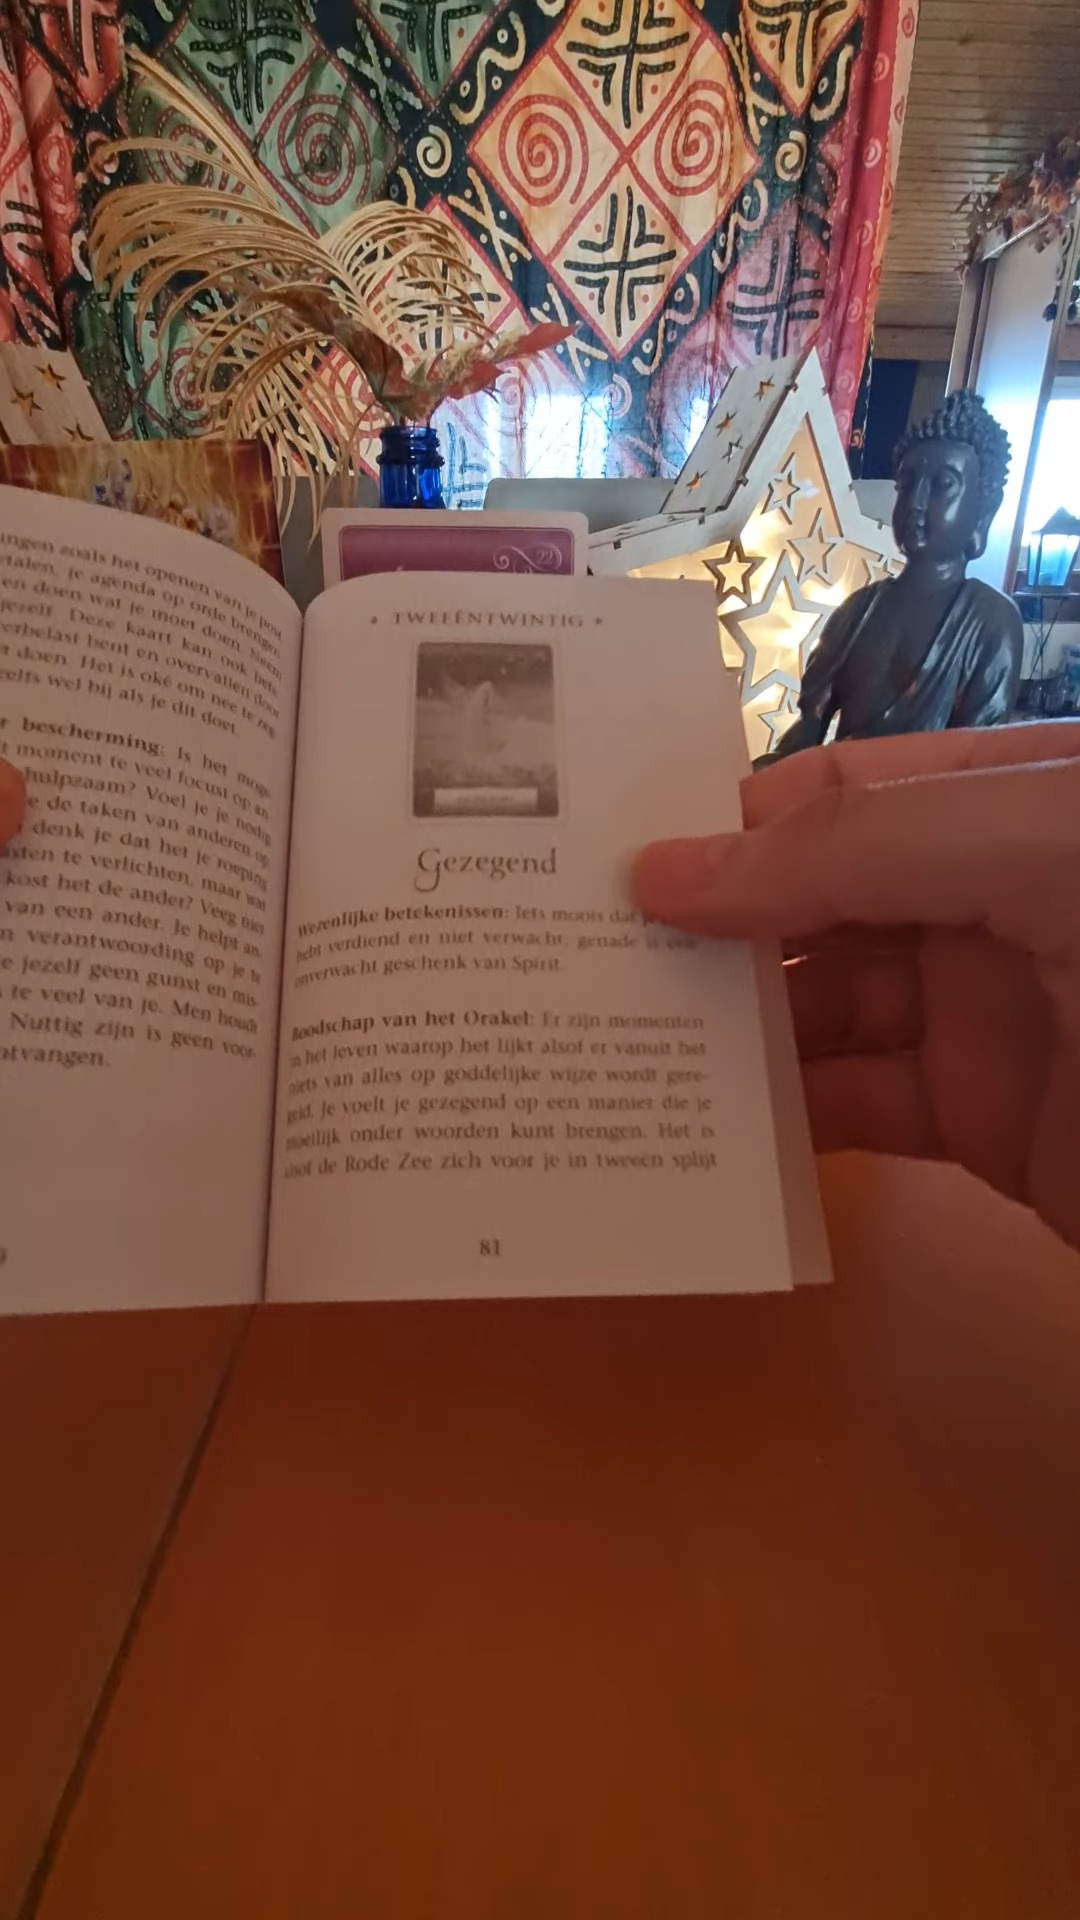 ingen zoals het openen van je post
talen, je agenda op orde brengen
en doen wat je moet doen. Neem
jezelf. Deze kaart kan ook
verbelast bent en overvallen door
t doen. Het is oké om nee te zeg-
zelfs wel bij als je dit doet.
r bescherming: Is het moge-
t moment te veel focust op an-
hulpzaam? Voel je je nodig
e de taken van anderen op
denk je dat het je roeping
asten te verlichten, maar wat
kost het de ander? Veeg niet
van een ander. Je helpt an-
n verantwoording op je te
e jezelf geen gunst en mis-
te veel van je. Men houdt
Nuttig zijn is geen voor-
ntvangen.
22
TWEEËNTWINTIG
Gezegend
Wezenlijke betekenissen: Iets moois dat je
hebt verdiend en niet verwacht, genade is een
onverwacht geschenk van Spirit.
Boodschap van het Orakel: Er zijn momenten
in het leven waarop het lijkt alsof er vanuit het
niets van alles op goddelijke wijze wordt gere-
geld. Je voelt je gezegend op een manier die je
moeilijk onder woorden kunt brengen. Het is
alsof de Rode Zee zich voor je in tweeën splijt
81